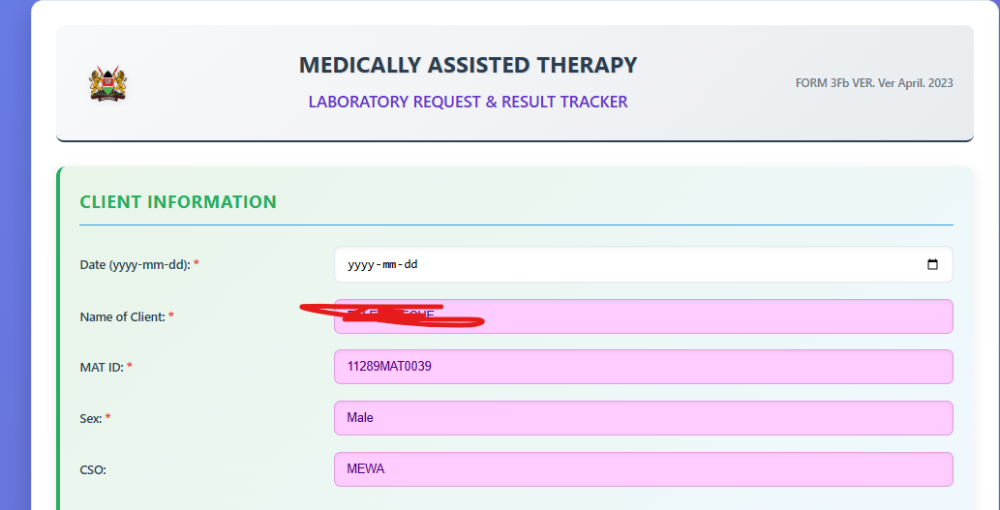 MEDICALLY ASSISTED THERAPY
LABORATORY REQUEST & RESULT TRACKER
FORM 3Fb VER. Ver April. 2023
CLIENT INFORMATION
Date (yyyy-mm-dd): *
yyyy-mm-dd
Name of Client: *
MAT ID: *
11289MAT0039
Sex: *
Male
CSO:
MEWA